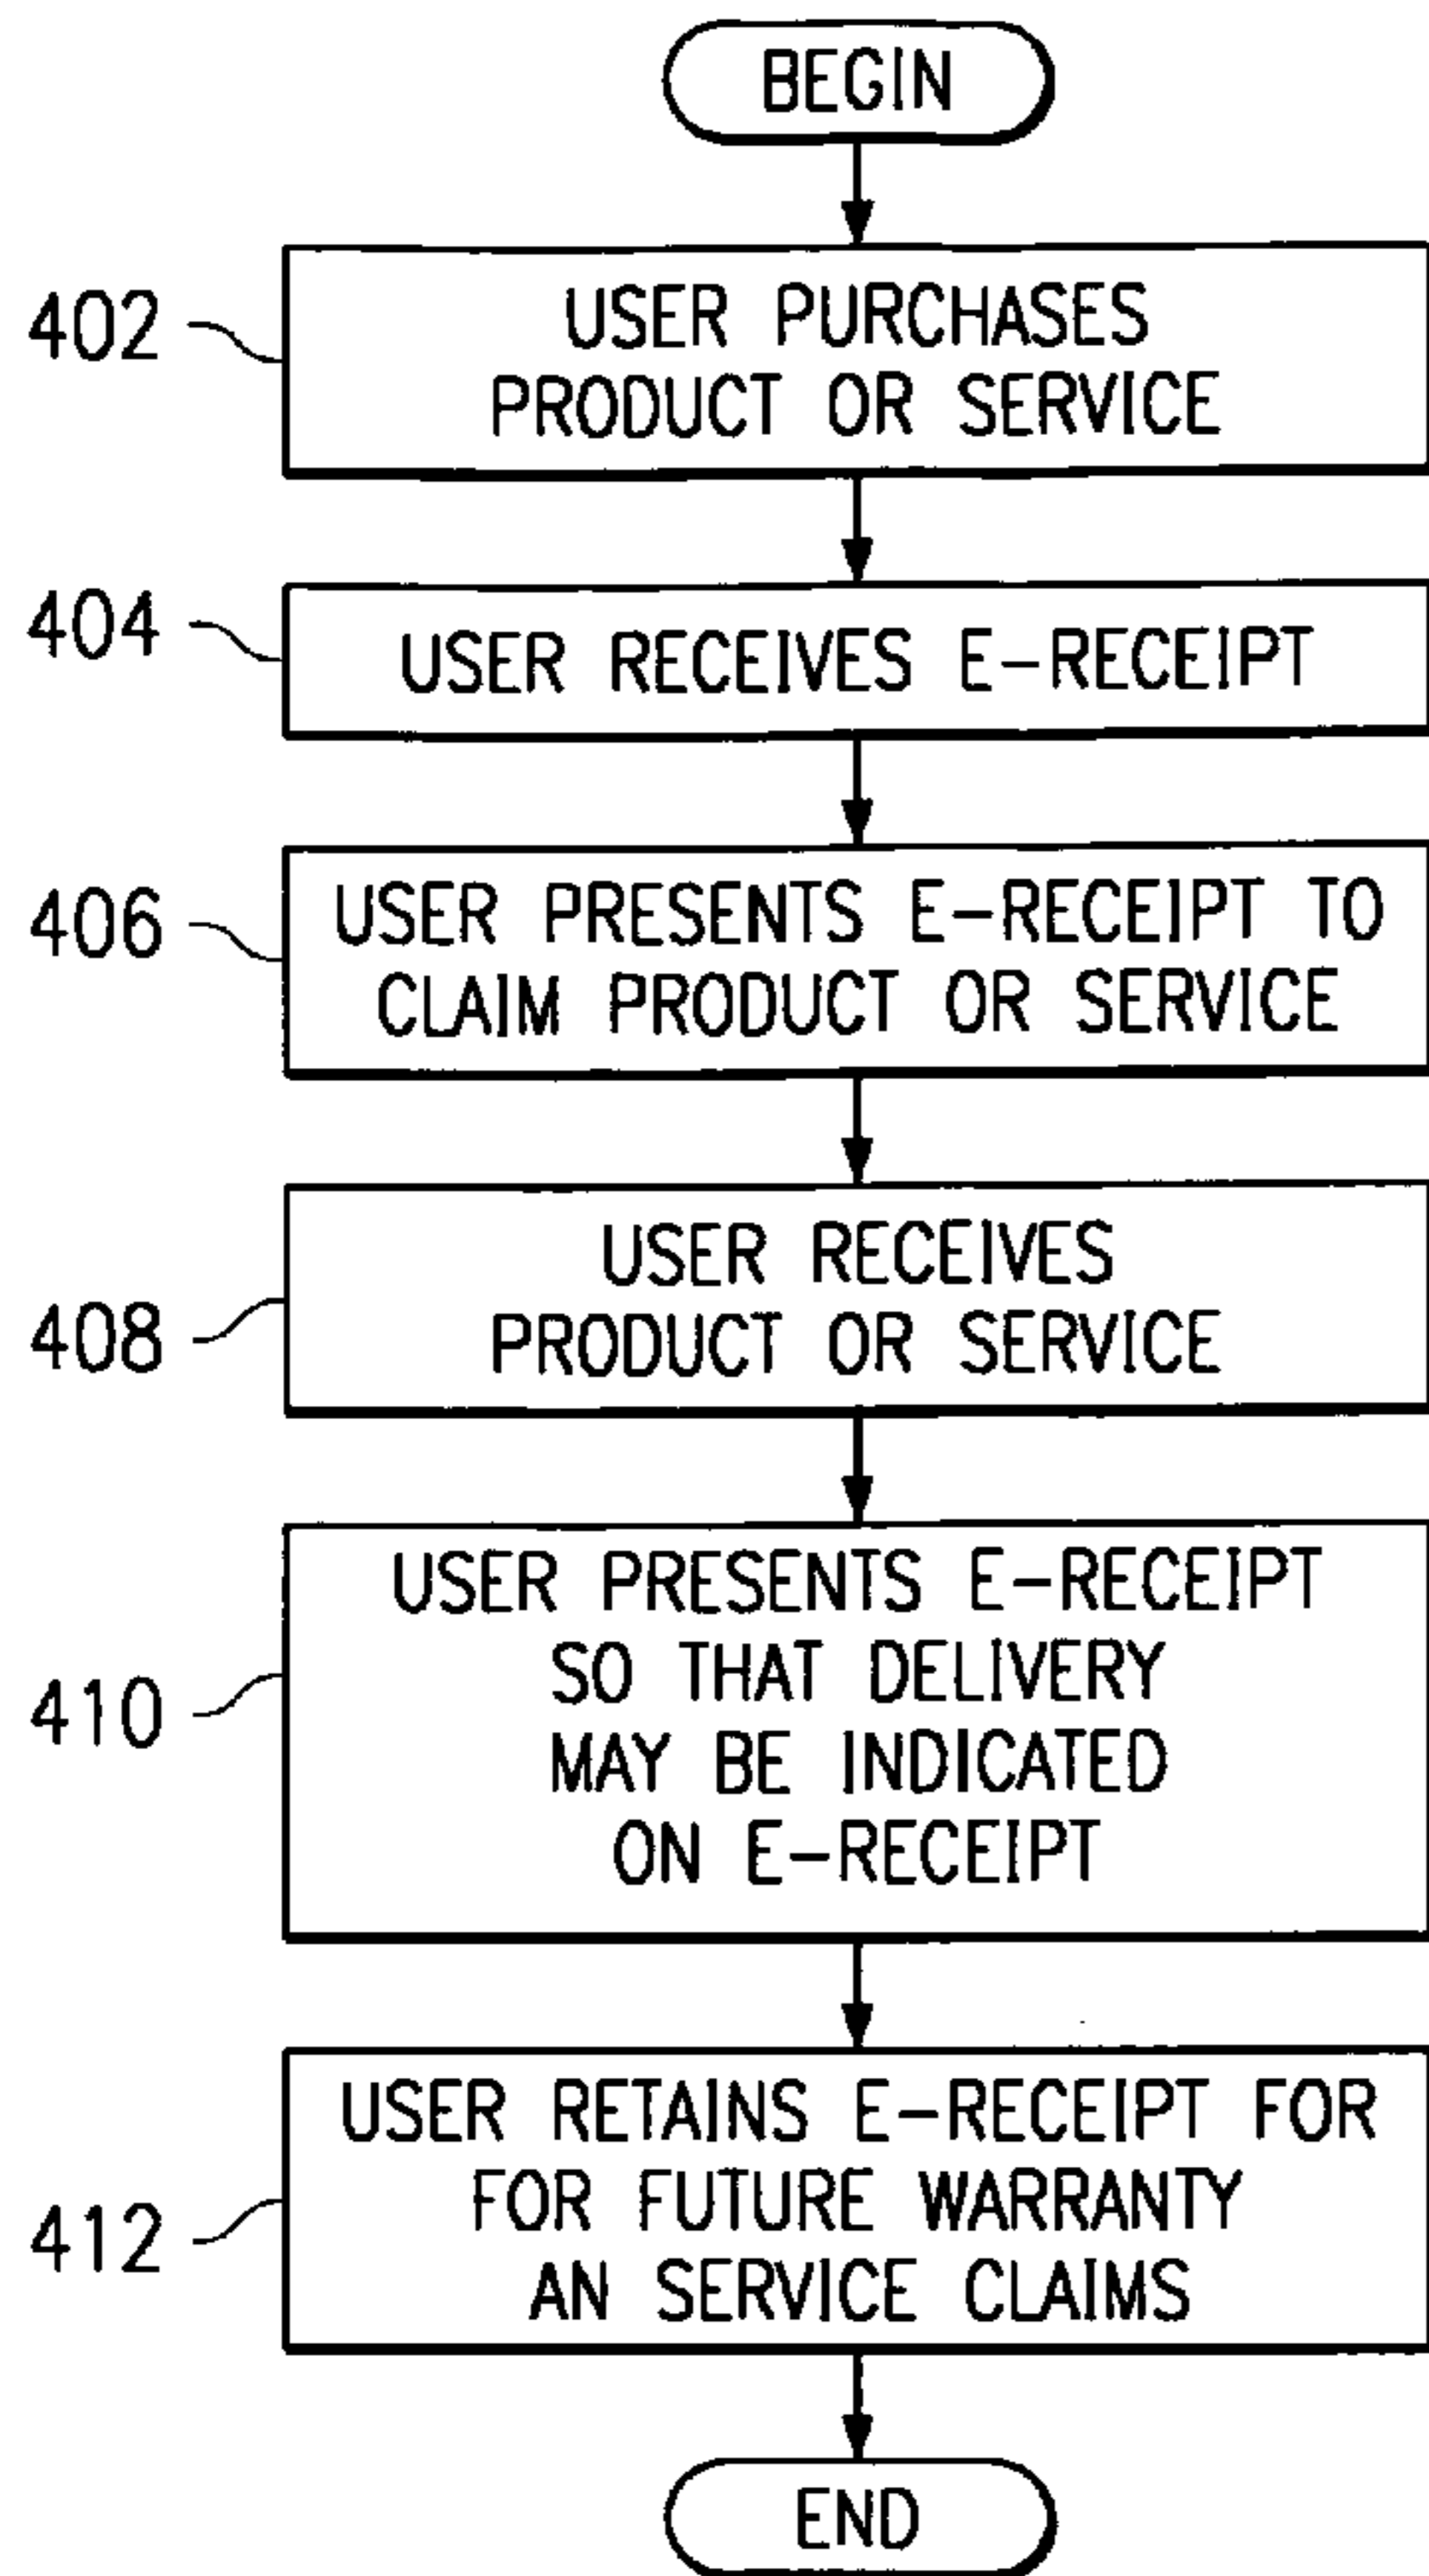 BEGIN
402
USER PURCHASES
PRODUCT OR SERVICE
404
USER RECEIVES E-RECEIPT
406
USER PRESENTS E-RECEIPT TO
CLAIM PRODUCT OR SERVICE
408
USER RECEIVES
PRODUCT OR SERVICE
410
USER PRESENTS E-RECEIPT
SO THAT DELIVERY
MAY BE INDICATED
ON E-RECEIPT
412
USER RETAINS E-RECEIPT FOR
FOR FUTURE WARRANTY
AN SERVICE CLAIMS
END